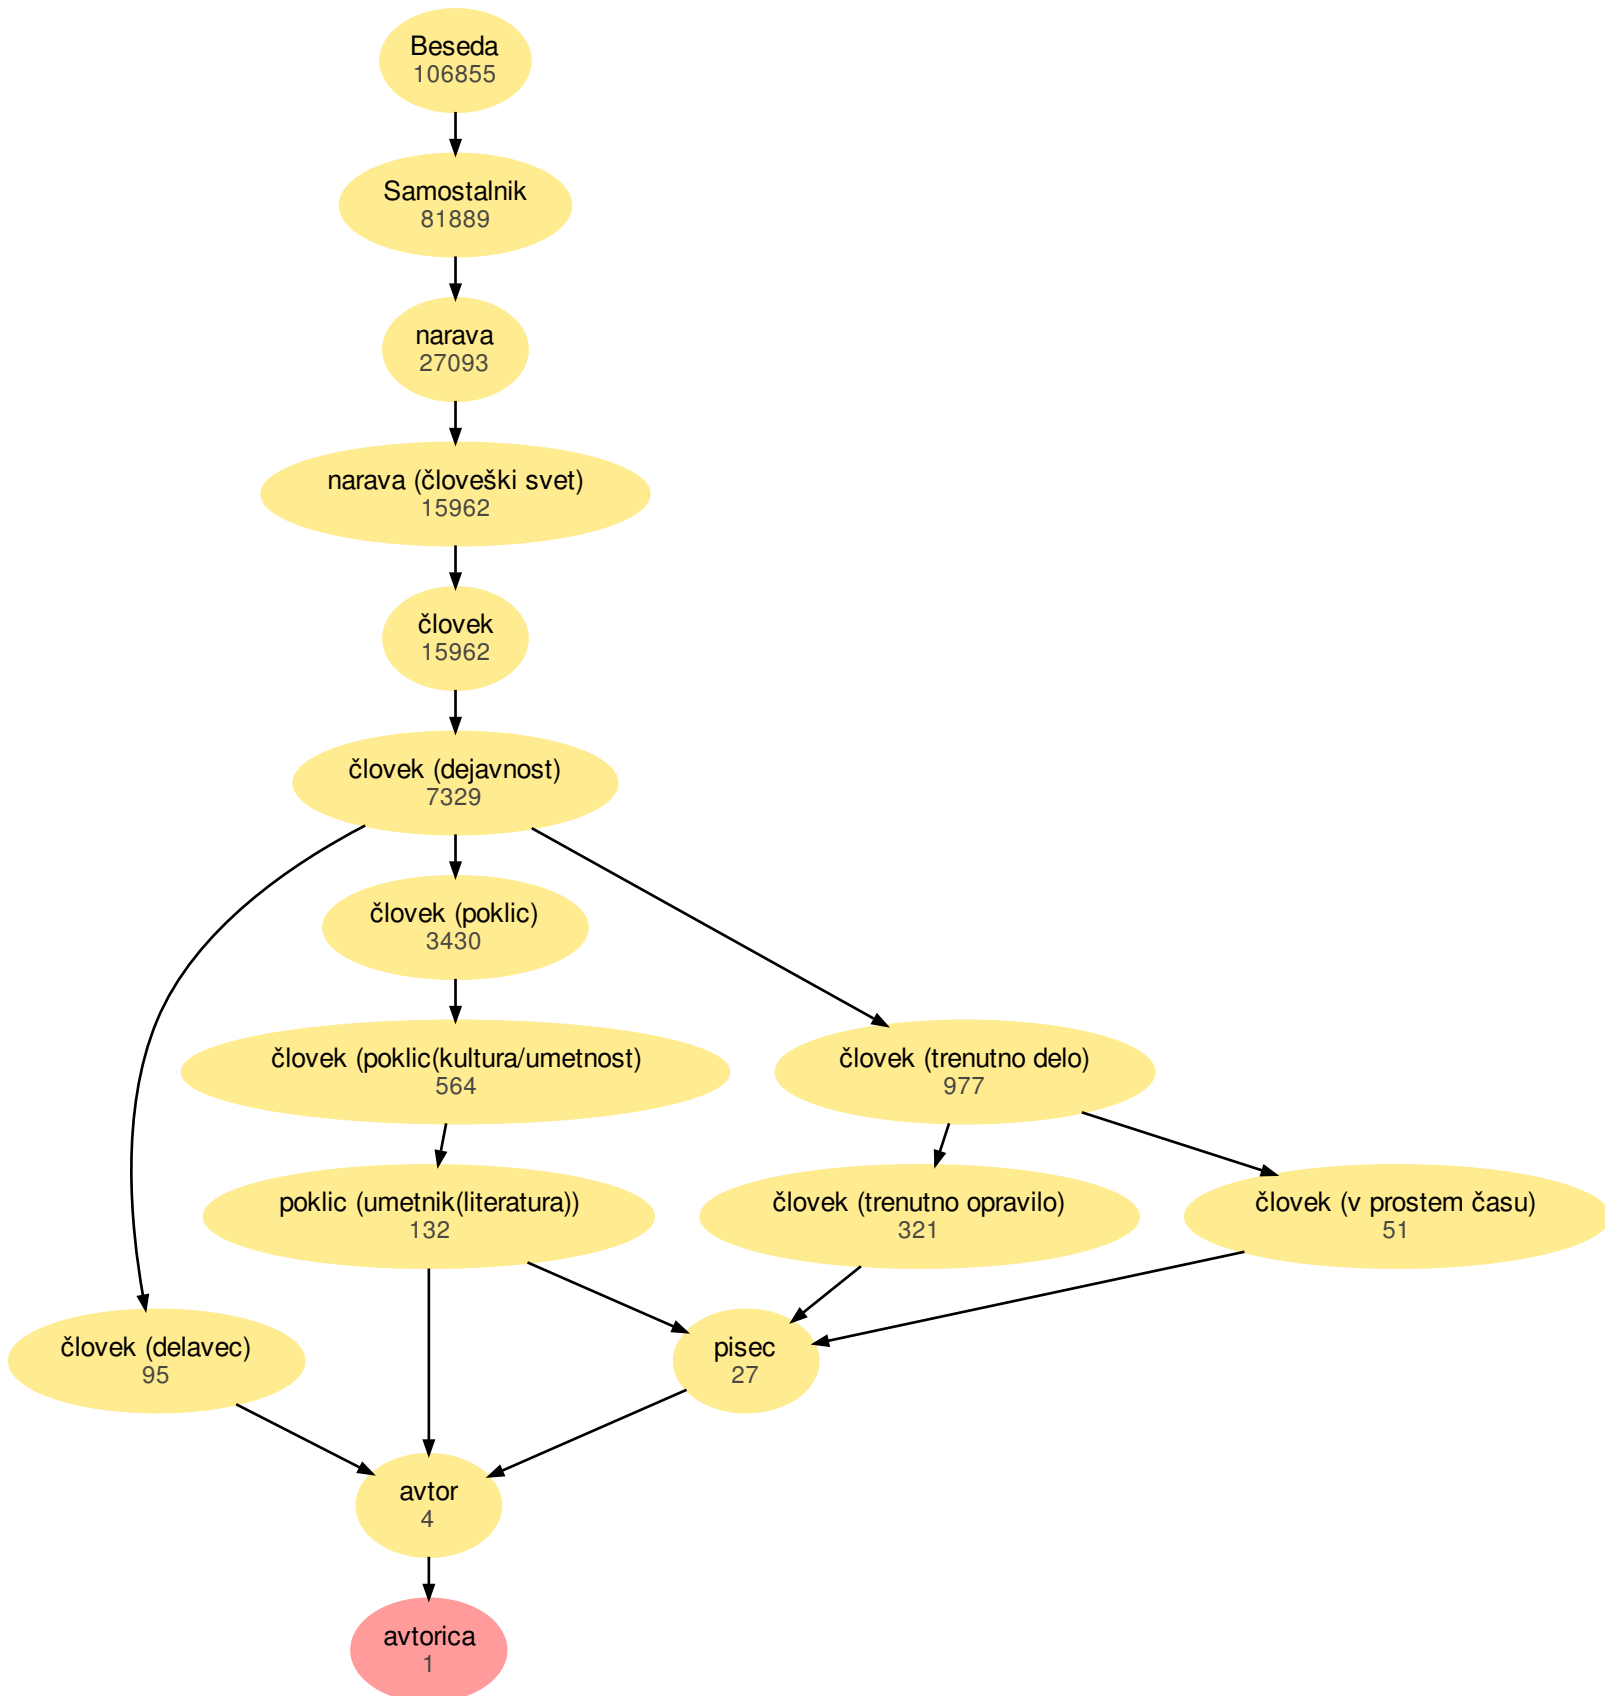 Beseda
106855
Samostalnik
81889
narava
27093
narava (človeški svet)
15962
človek
15962
človek (dejavnost)
7329
človek (poklic)
3430
človek (poklic(kultura/umetnost)
564
človek (trenutno delo)
977
poklic (umetnik(literatura))
132
človek (trenutno opravilo)
321
človek (v prostem času)
51
človek (delavec)
95
pisec
27
avtor
4
avtorica
1